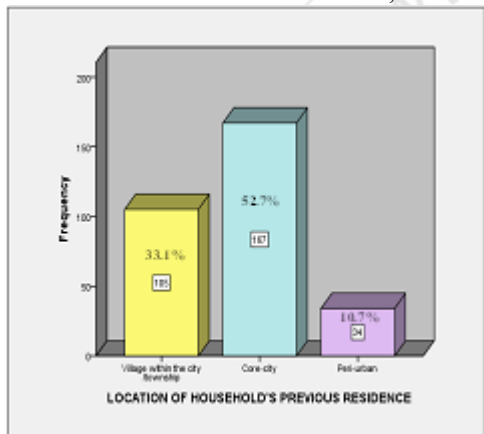 200
150
100
50
0
Frequency
33.1%
105
52.7%
167
10.7%
34
Village within the city
township
Core-city
Peri-urban
LOCATION OF HOUSEHOLD'S PREVIOUS RESIDENCE